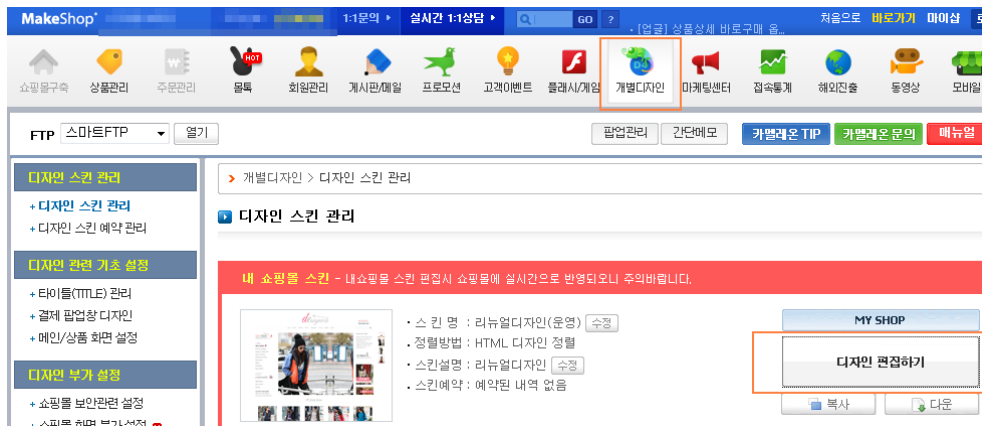 MakeShop 1:1문의 실시간 1:1상담 GO ? · [업글] 상품상세 바로구매 옵... 처음으로 바로가기 마이샵
쇼핑몰구축 상품관리 주문관리 HOT 몰톡 회원관리 게시판/메일 프로모션 고객이벤트 플래시/게임 개별디자인 마케팅센터 접속통계 해외진출 동영상 모바일
FTP 스마트FTP 열기 팝업관리 간단메모 카멜레온 TIP 카멜레온 문의 매뉴얼
디자인 스킨 관리
+ 디자인 스킨 관리
+ 디자인 스킨 예약 관리
디자인 관련 기초 설정
+ 타이틀(TITLE) 관리
+ 결제 팝업창 디자인
+ 메인/상품 화면 설정
디자인 부가 설정
+ 쇼핑몰 보안관련 설정
+ 쇼핑몰 화면 부가설정
개별디자인 > 디자인 스킨 관리
디자인 스킨 관리
내 쇼핑몰 스킨 - 내쇼핑몰 스킨 편집시 쇼핑몰에 실시간으로 반영되오니 주의바랍니다.
· 스 킨 명 : 리뉴얼디자인(운영) 수정
· 정렬방법 : HTML 디자인 정렬
· 스킨설명 : 리뉴얼디자인 수정
· 스킨예약 : 예약된 내역 없음
MY SHOP
디자인 편집하기
복사 다운